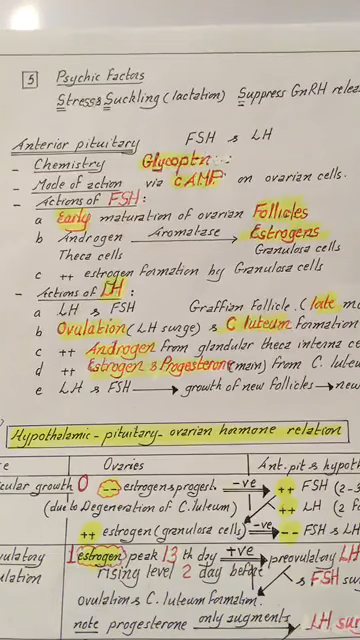 5 Psychic Factors
Stress & Suckling (lactation) Suppress GnRH relea
Anterior pituitary FSH & LH
- Chemistry Glycoptn
- Mode of action via cAMP on ovarian cells.
- Actions of FSH:
a Early maturation of ovarian Follicles
b Androgen Aromatase Estrogens
Theca cells Granulosa cells
c ++ estrogen formation by Granulosa cells
- Actions of LH:
a LH & FSH Graffian Follicle. (late m
b Ovulation (LH surge) & C luteum formation
c ++ Androgen from glandular theca interna ce
d ++ Estrogen & Progesterone (main) from C. luteu
e LH & FSH → growth of new follicles → new
Hypothalamic - pituitary - ovarian hormone relation
e Ovaries Ant. pit & hypoth
cular growth 0 -- estrogen & progest. -ve ++ FSH (2-3
(due to Degeneration of C. luteum) ++ LH (2 F
++ estrogen (granulosa cells) -ve -- FSH & LH
vulatory 1 estrogen peak 13 th day +ve preovulatory LH
ulation rising level 2 day before & FSH su
ovulation & C. luteum formation.
note progesterone only augments LH su